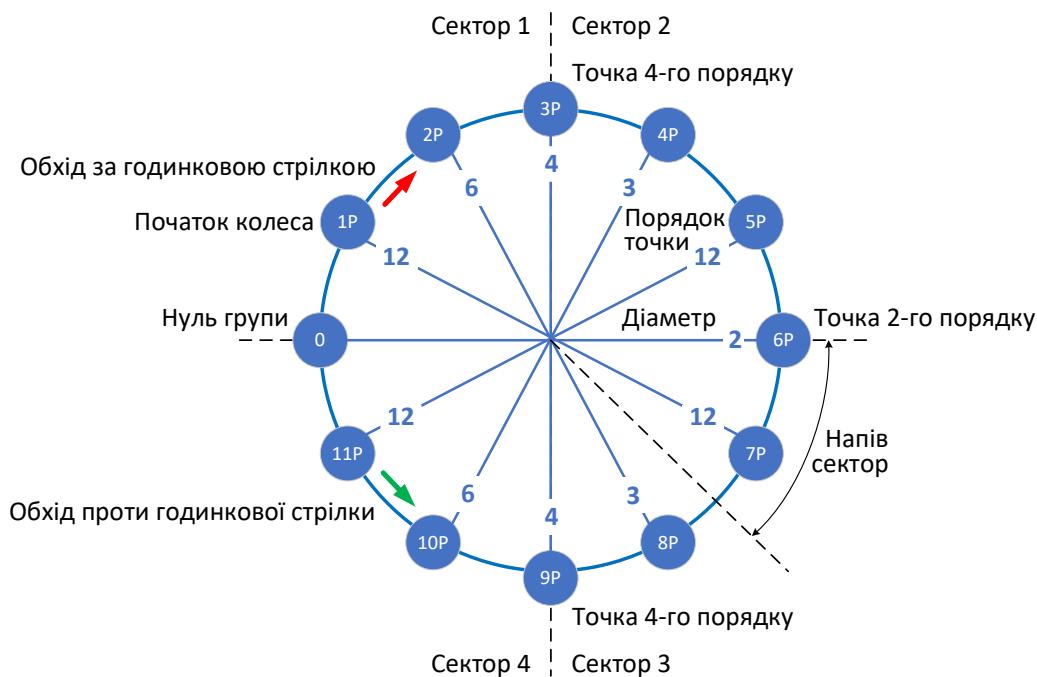 Сектор 1
Сектор 2
Точка 4-го порядку
3P
2P
4P
4
Обхід за годинковою стрілкою
6
3
Початок колеса
1P
Порядок
точки
5P
12
12
Нуль групи
0
Діаметр
2
6P
Точка 2-го порядку
12
12
11P
7P
Напів
сектор
6
3
4
Обхід проти годинкової стрілки
10P
8P
9P
Точка 4-го порядку
Сектор 4
Сектор 3